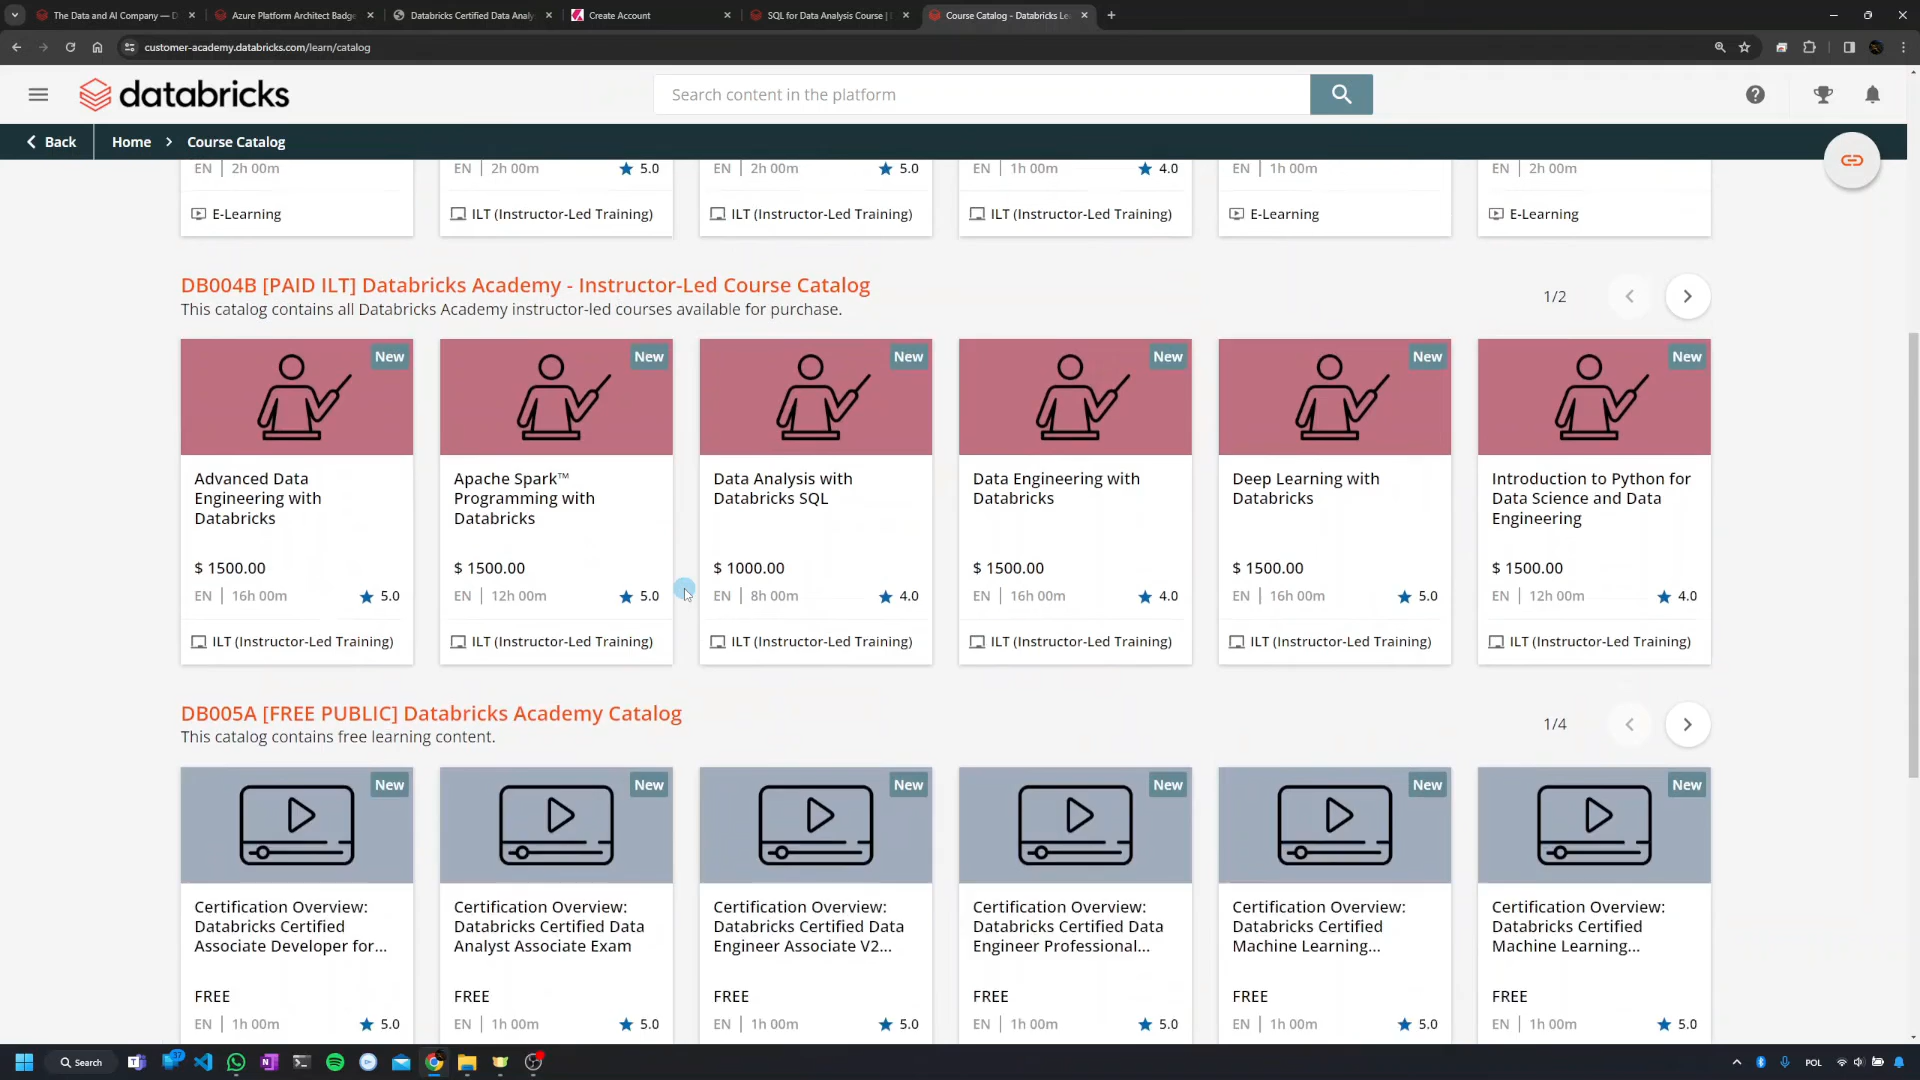 The Data and AI Company — D
Azure Platform Architect Badge
Databricks Certified Data Analy
Create Account
SQL for Data Analysis Course |
Course Catalog - Databricks Le
customer-academy.databricks.com/learn/catalog
databricks
Search content in the platform
Back
Home
Course Catalog
EN | 2h 00m
EN | 2h 00m 5.0
EN | 2h 00m 5.0
EN | 1h 00m 4.0
EN | 1h 00m
EN | 2h 00m
E-Learning
ILT (Instructor-Led Training)
ILT (Instructor-Led Training)
ILT (Instructor-Led Training)
E-Learning
E-Learning
DB004B [PAID ILT] Databricks Academy - Instructor-Led Course Catalog
This catalog contains all Databricks Academy instructor-led courses available for purchase.
1/2
New
New
New
New
New
New
Advanced Data
Engineering with
Databricks
$ 1500.00
EN | 16h 00m 5.0
ILT (Instructor-Led Training)
Apache Spark™
Programming with
Databricks
$ 1500.00
EN | 12h 00m 5.0
ILT (Instructor-Led Training)
Data Analysis with
Databricks SQL
$ 1000.00
EN | 8h 00m 4.0
ILT (Instructor-Led Training)
Data Engineering with
Databricks
$ 1500.00
EN | 16h 00m 4.0
ILT (Instructor-Led Training)
Deep Learning with
Databricks
$ 1500.00
EN | 16h 00m 5.0
ILT (Instructor-Led Training)
Introduction to Python for
Data Science and Data
Engineering
$ 1500.00
EN | 12h 00m 4.0
ILT (Instructor-Led Training)
DB005A [FREE PUBLIC] Databricks Academy Catalog
This catalog contains free learning content.
1/4
New
New
New
New
New
New
Certification Overview:
Databricks Certified
Associate Developer for...
FREE
EN | 1h 00m 5.0
Certification Overview:
Databricks Certified Data
Analyst Associate Exam
FREE
EN | 1h 00m 5.0
Certification Overview:
Databricks Certified Data
Engineer Associate V2...
FREE
EN | 1h 00m 5.0
Certification Overview:
Databricks Certified Data
Engineer Professional...
FREE
EN | 1h 00m 5.0
Certification Overview:
Databricks Certified
Machine Learning...
FREE
EN | 1h 00m 5.0
Certification Overview:
Databricks Certified
Machine Learning...
FREE
EN | 1h 00m 5.0
Search
POL